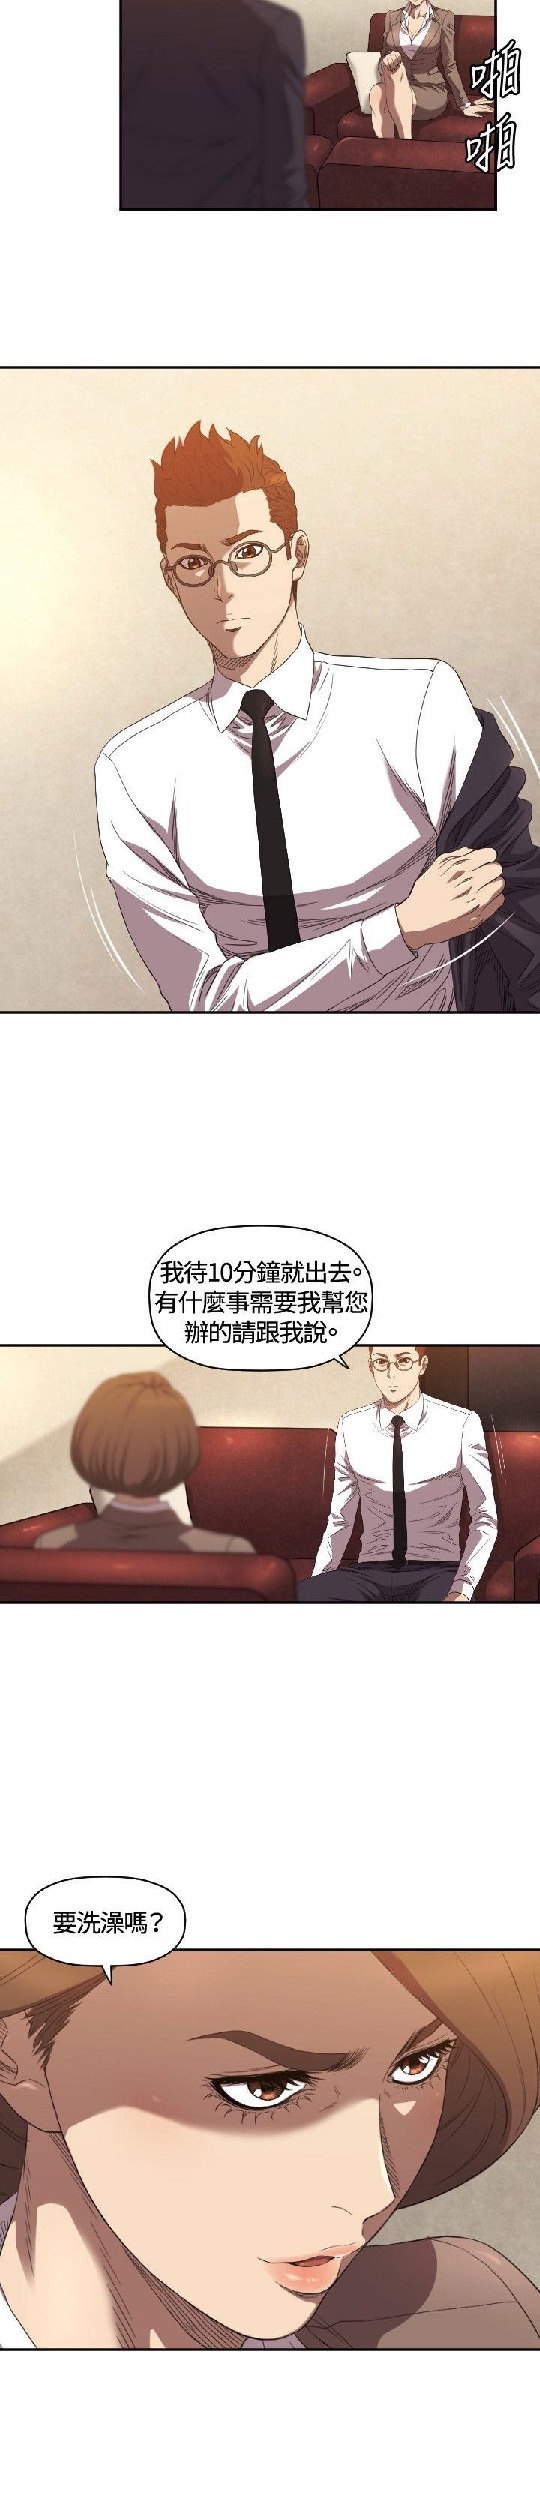 啪
啪
我待10分鐘就出去。
有什麼事需要我幫您
辦的請跟我說。
要洗澡嗎？